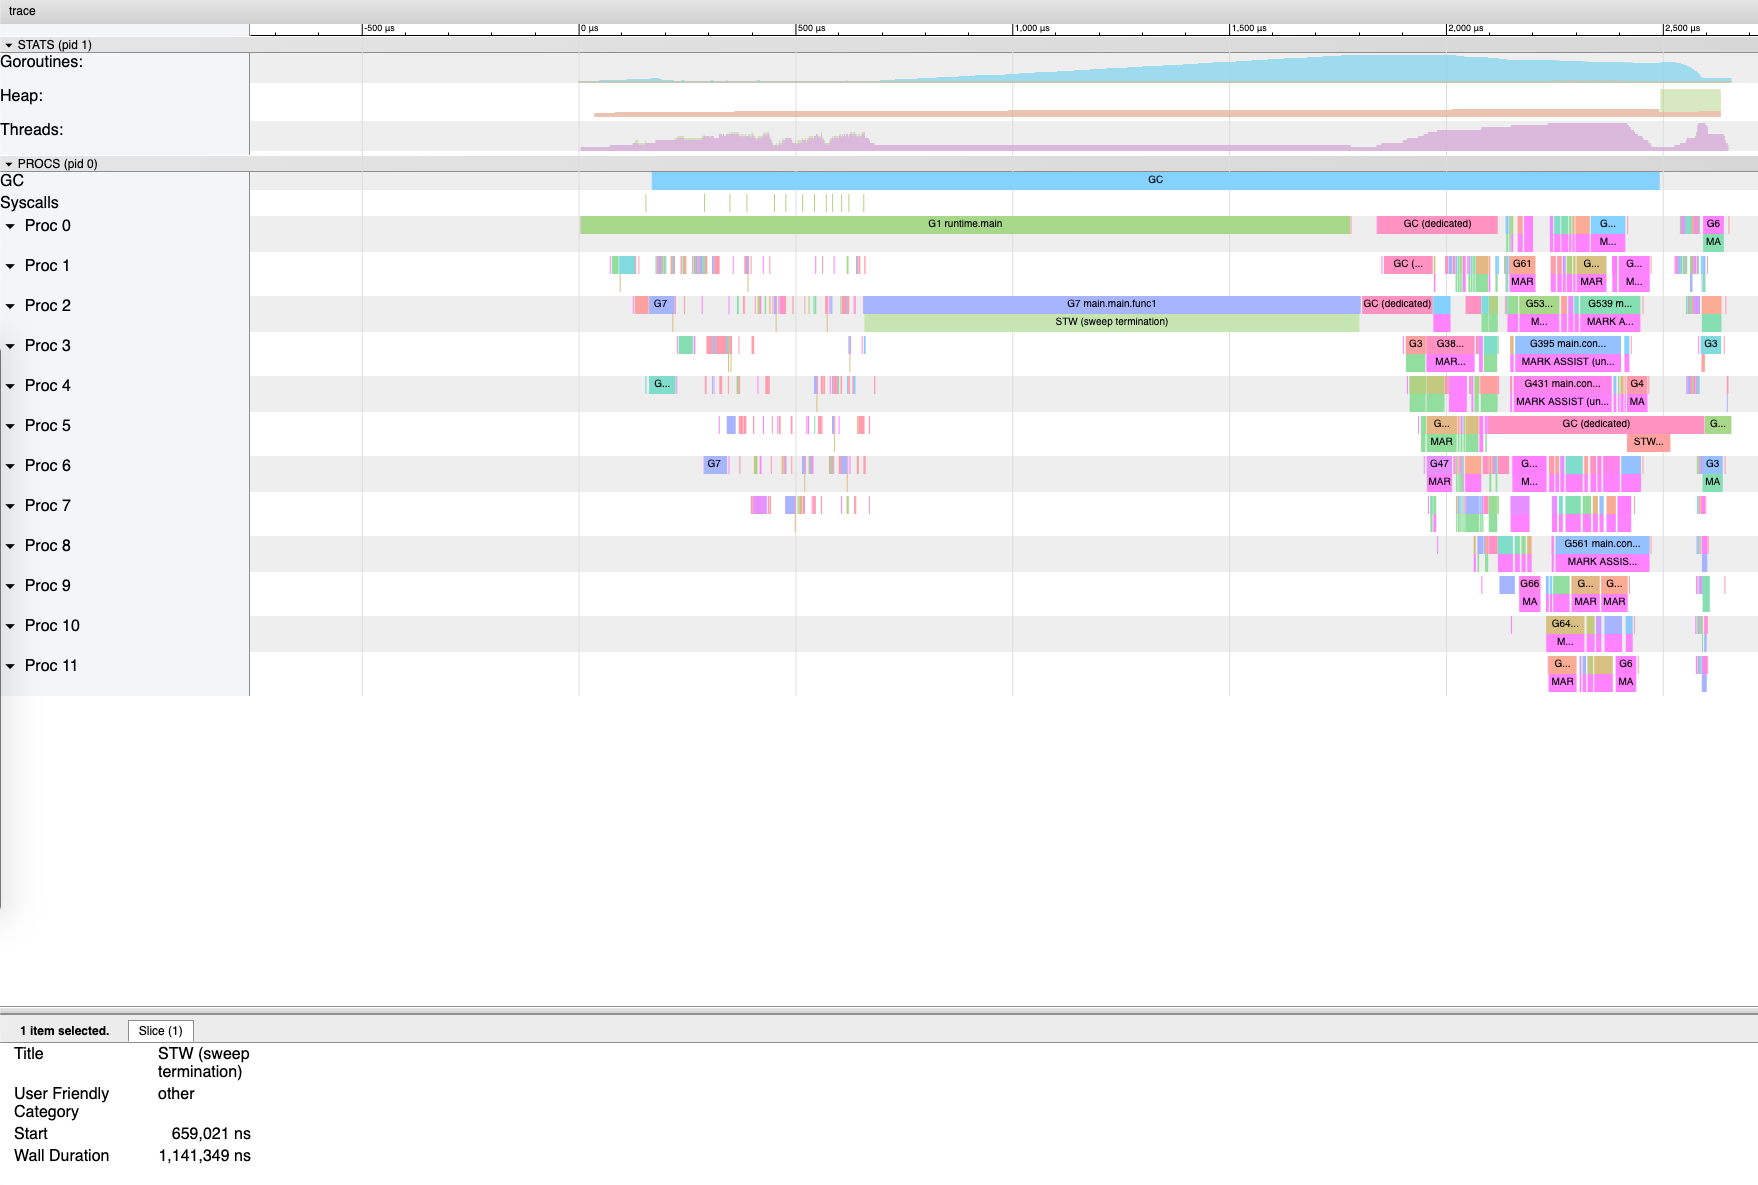 trace
-500 µs 0 µs 500 µs 1,000 µs 1,500 µs 2,000 µs 2,500 µs
STATS (pid 1)
Goroutines:
Heap:
Threads:
PROCS (pid 0)
GC GC
Syscalls
Proc 0 G1 runtime.main GC (dedicated) G... G6
M... MA
Proc 1 GC (... G61 G... G...
MAR MAR M...
Proc 2 G7 G7 main.main.func1 GC (dedicated) G53... G539 m...
STW (sweep termination) M... MARK A...
Proc 3 G3 G38... G395 main.con... G3
MAR... MARK ASSIST (un...
Proc 4 G... G431 main.con... G4
MARK ASSIST (un... MA
Proc 5 G... GC (dedicated) G...
MAR STW...
Proc 6 G7 G47 G... G3
MAR M... MA
Proc 7
Proc 8 G561 main.con...
MARK ASSIS...
Proc 9 G66 G... G...
MA MAR MAR
Proc 10 G64...
M...
Proc 11 G... G6
MAR MA
1 item selected. Slice (1)
Title STW (sweep
termination)
User Friendly other
Category
Start 659,021 ns
Wall Duration 1,141,349 ns